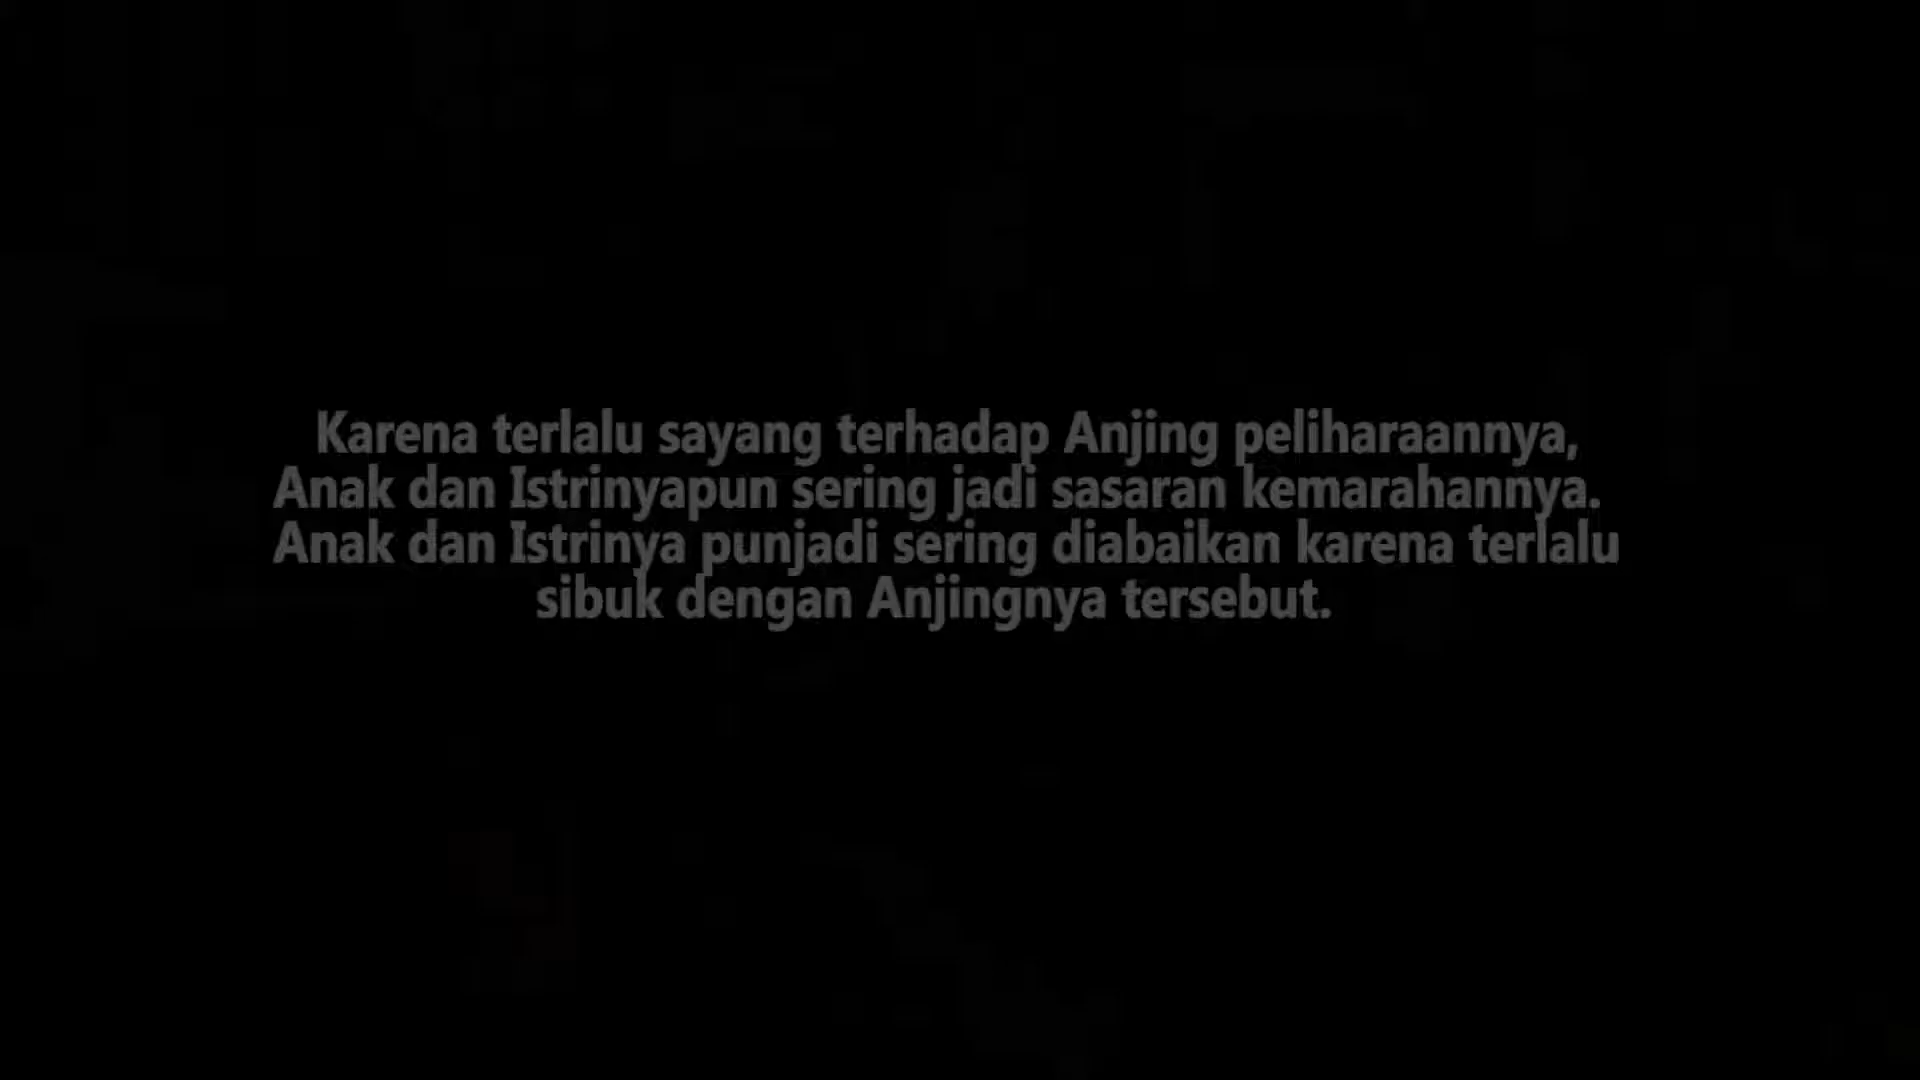 Karena terlalu sayang terhadap Anjing peliharaannya,
Anak dan Istrinyapun sering jadi sasaran kemarahannya.
Anak dan Istrinya punjadi sering diabaikan karena terlalu
sibuk dengan Anjingnya tersebut.